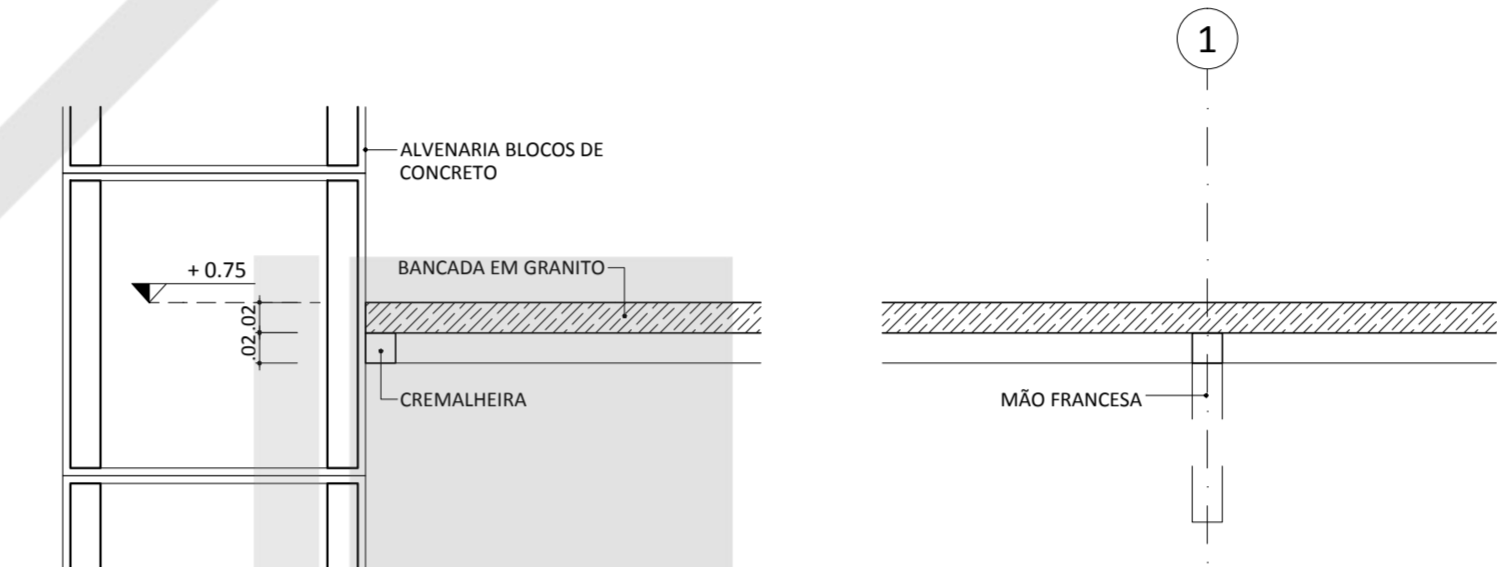 1
ALVENARIA BLOCOS DE
CONCRETO
+ 0.75
BANCADA EM GRANITO
.02
.02
CREMALHEIRA
MÃO FRANCESA